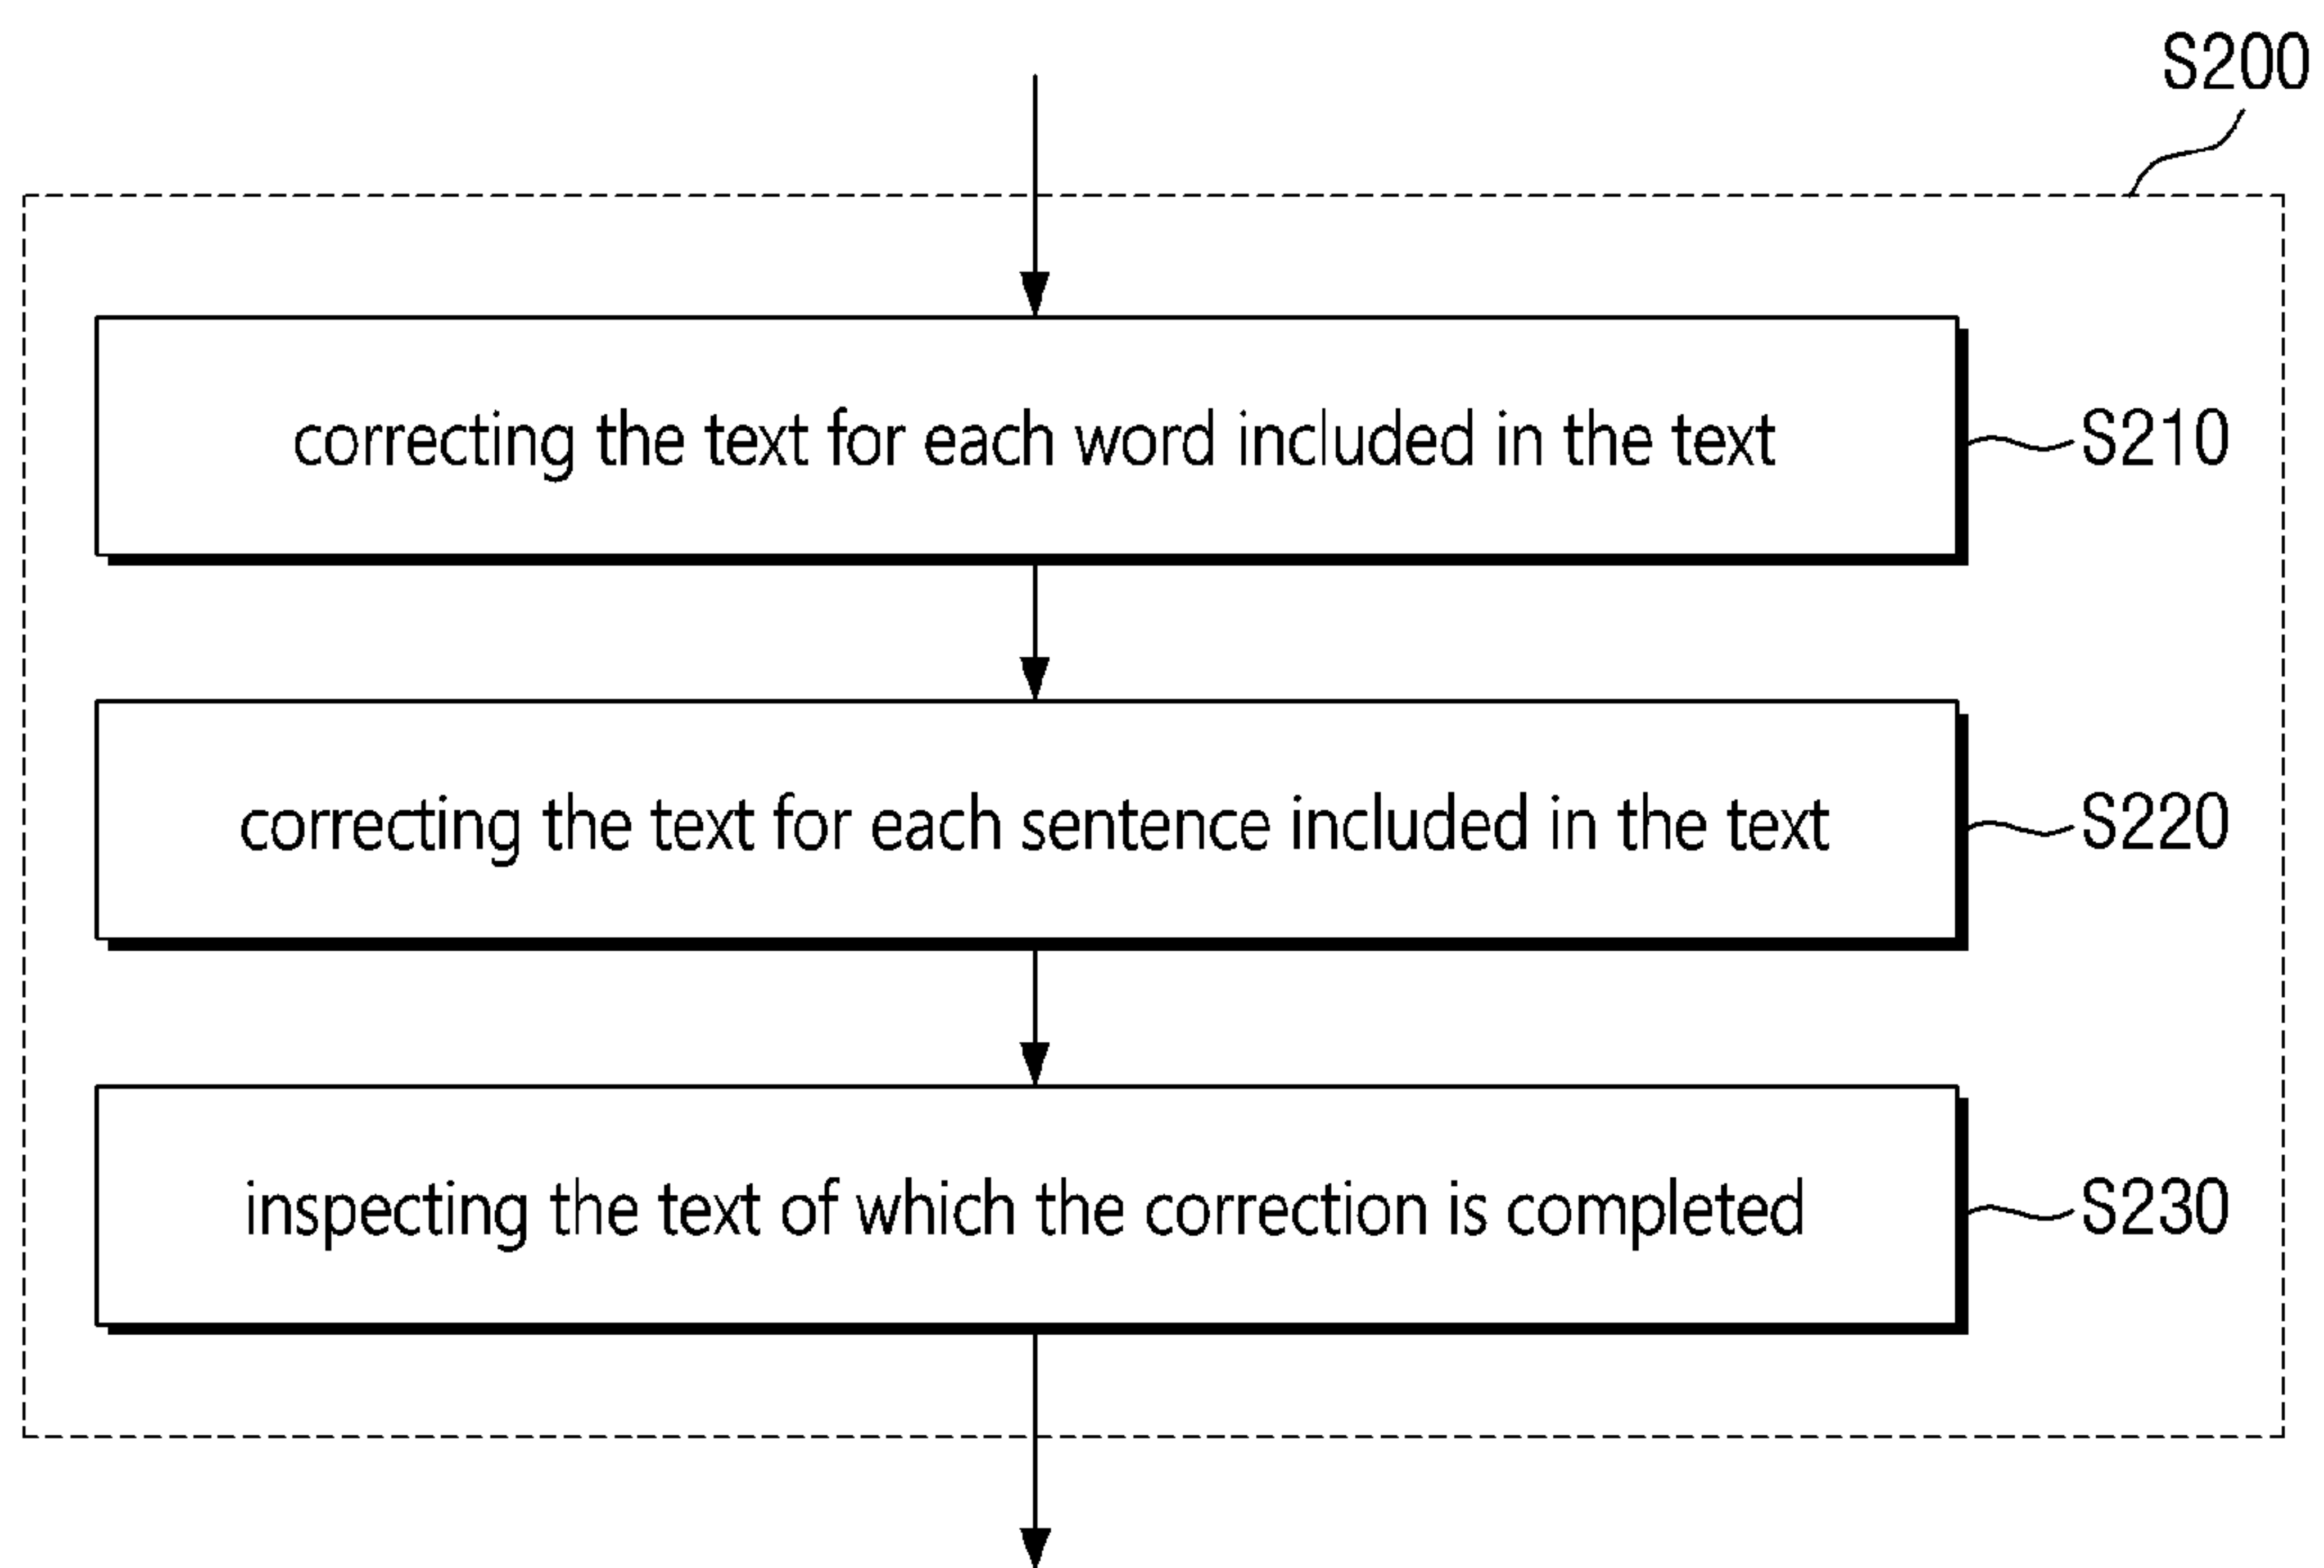 S200
correcting the text for each word included in the text
S210
correcting the text for each sentence included in the text
S220
inspecting the text of which the correction is completed
S230